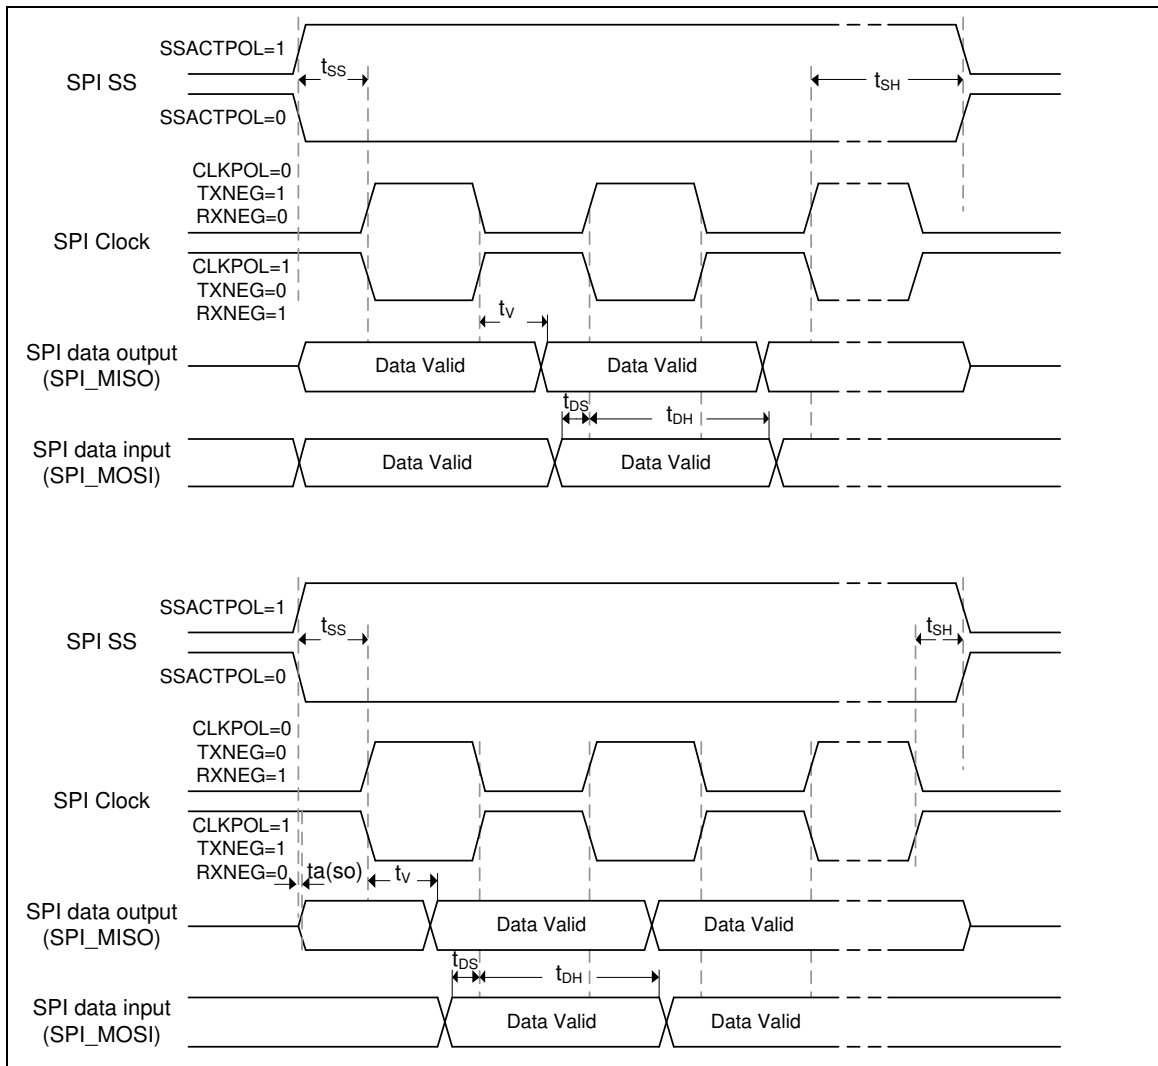 SSACTPOL=1
SPI SS
tSS
tSH
SSACTPOL=0
CLKPOL=0
TXNEG=1
RXNEG=0
SPI Clock
CLKPOL=1
TXNEG=0
RXNEG=1
tV
SPI data output
(SPI_MISO)
Data Valid
Data Valid
tDS
tDH
SPI data input
(SPI_MOSI)
Data Valid
Data Valid
SSACTPOL=1
SPI SS
tSS
tSH
SSACTPOL=0
CLKPOL=0
TXNEG=0
RXNEG=1
SPI Clock
CLKPOL=1
TXNEG=1
RXNEG=0
ta(so)
tV
SPI data output
(SPI_MISO)
Data Valid
Data Valid
tDS
tDH
SPI data input
(SPI_MOSI)
Data Valid
Data Valid